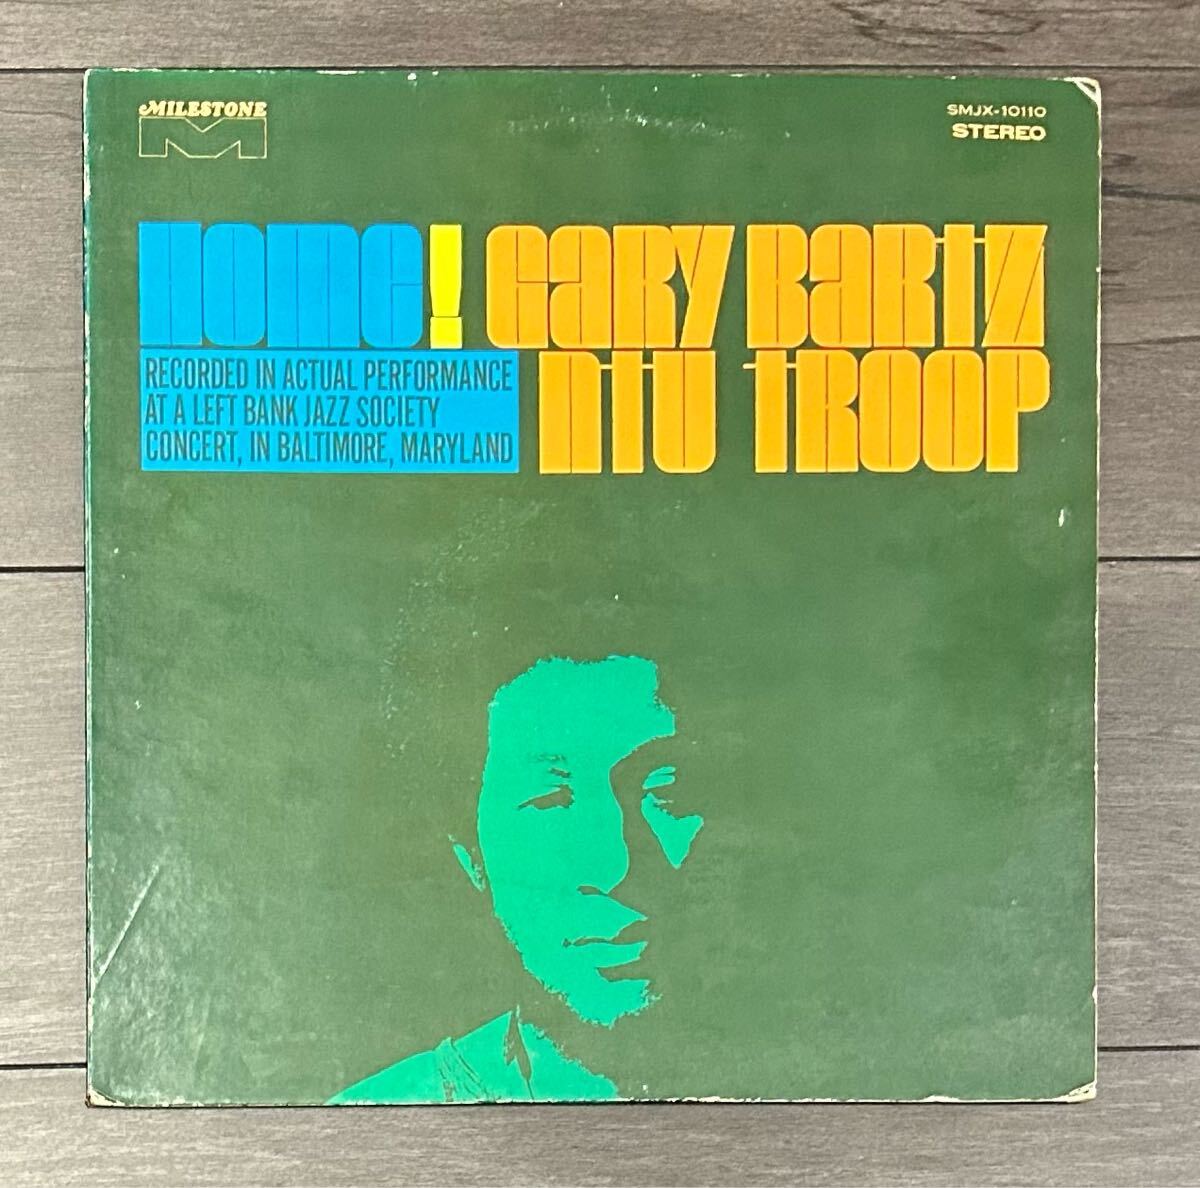 MILESTONE
M
SMJX-10110
STEREO
HOME! GARY BARTZ
NTU TROOP
RECORDED IN ACTUAL PERFORMANCE
AT A LEFT BANK JAZZ SOCIETY
CONCERT, IN BALTIMORE, MARYLAND